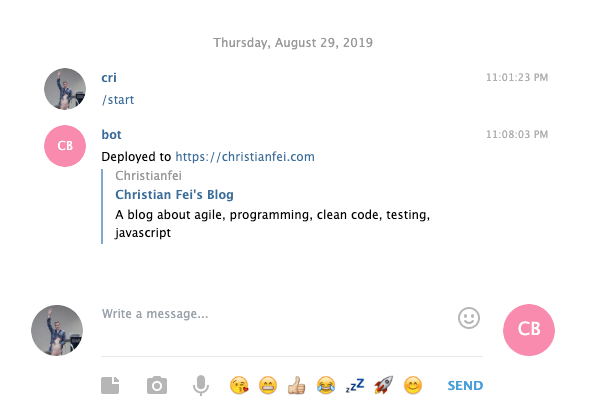 Thursday, August 29, 2019
cri
11:01:23 PM
/start
CB
bot
11:08:03 PM
Deployed to https://christianfei.com
Christianfei
Christian Fei's Blog
A blog about agile, programming, clean code, testing,
javascript
Write a message...
CB
SEND